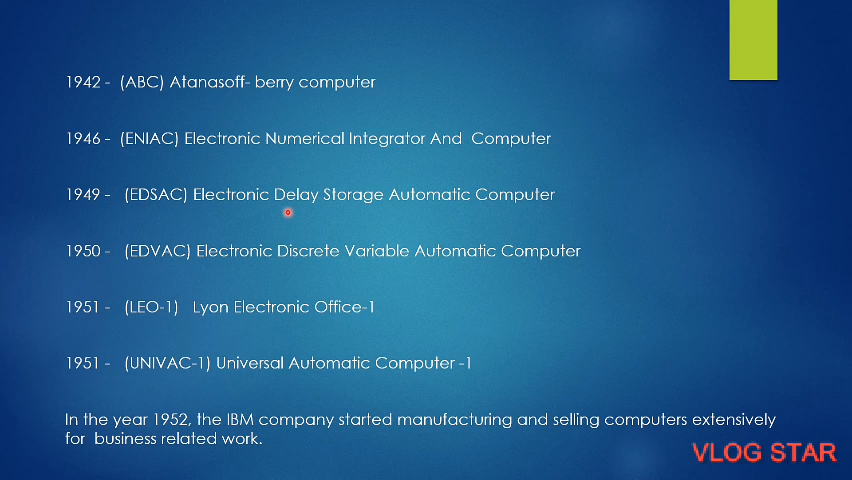 1942 - (ABC) Atanasoff- berry computer
1946 - (ENIAC) Electronic Numerical Integrator And Computer
1949 - (EDSAC) Electronic Delay Storage Automatic Computer
1950 - (EDVAC) Electronic Discrete Variable Automatic Computer
1951 - (LEO-1) Lyon Electronic Office-1
1951 - (UNIVAC-1) Universal Automatic Computer -1
In the year 1952, the IBM company started manufacturing and selling computers extensively
for business related work.
VLOG STAR